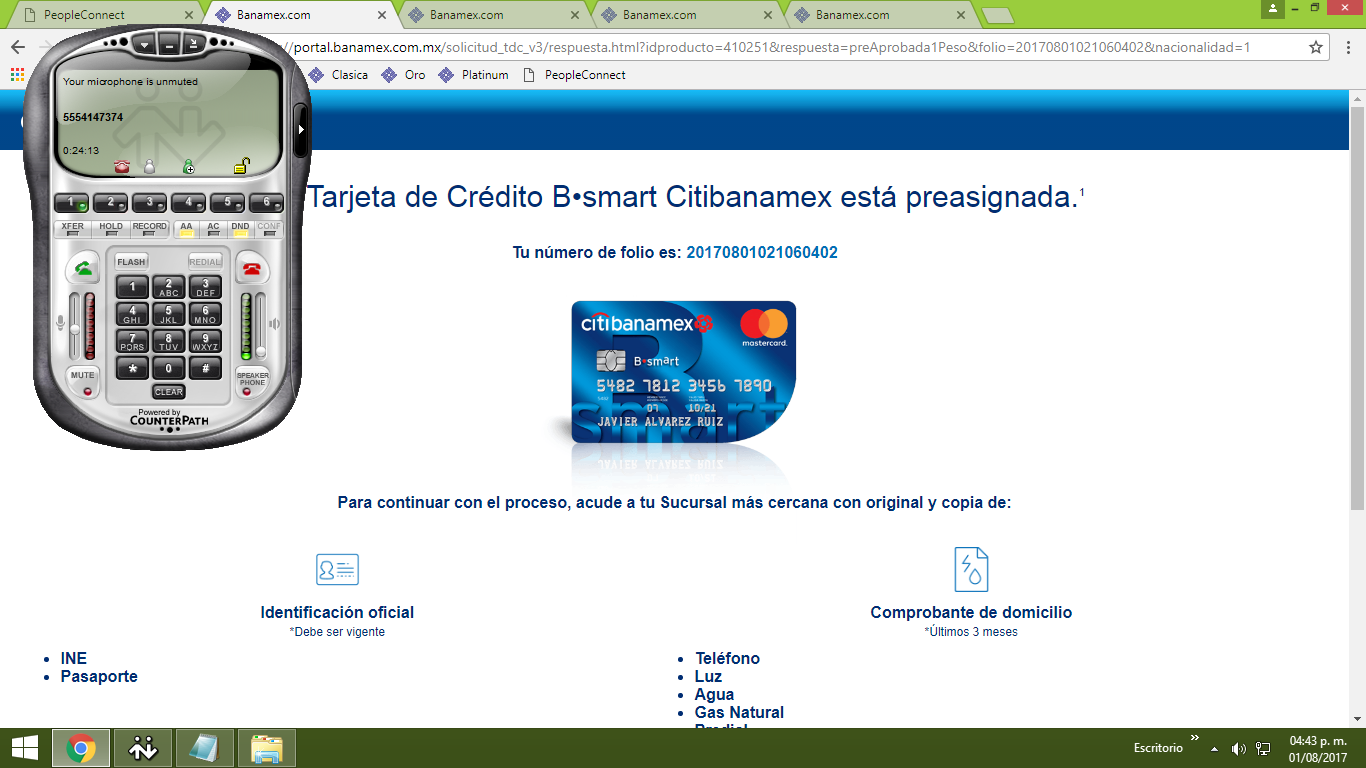 PeopleConnect
Banamex.com
Banamex.com
Banamex.com
Banamex.com
//portal.banamex.com.mx/solicitud_tdc_v3/respuesta.html?idproducto=410251&respuesta=preAprobada1Peso&folio=20170801021060402&nacionalidad=1
Clasica
Oro
Platinum
PeopleConnect
Your microphone is unmuted
5554147374
0:24:13
1 2 3 4 5 6
XFER HOLD RECORD AA AC DND CONF
FLASH REDIAL
1 2 ABC 3 DEF
4 GHI 5 JKL 6 MNO
7 PQRS 8 TUV 9 WXYZ
* 0 #
MUTE
SPEAKER PHONE
CLEAR
Powered by
COUNTERPATH
Tarjeta de Crédito B•smart Citibanamex está preasignada.1
Tu número de folio es: 20170801021060402
citibanamex
mastercard.
B•smart
5482 7812 3456 7890
5482
07 10/21
JAVIER ALVAREZ RUIZ
Para continuar con el proceso, acude a tu Sucursal más cercana con original y copia de:
Identificación oficial
*Debe ser vigente
• INE
• Pasaporte
Comprobante de domicilio
*Últimos 3 meses
• Teléfono
• Luz
• Agua
• Gas Natural
Escritorio
04:43 p. m.
01/08/2017